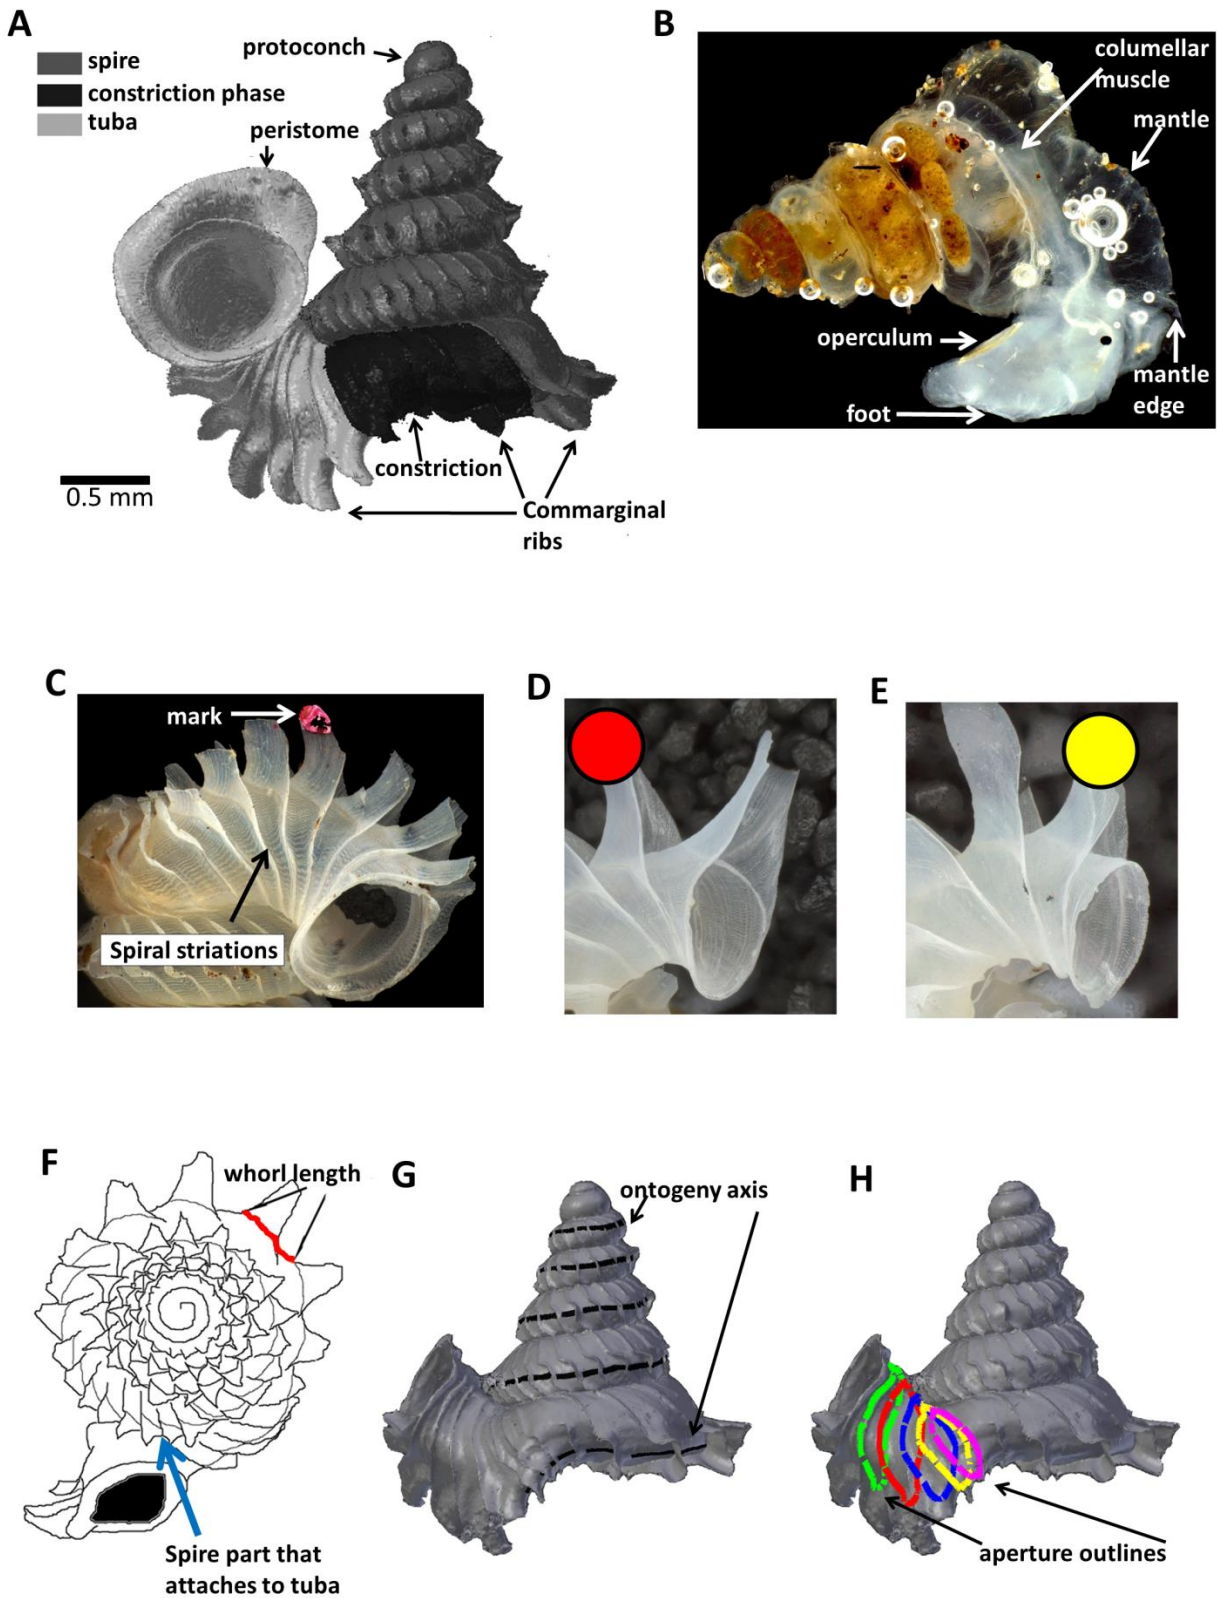 A
spire
constriction phase
tuba
protoconch
peristome
constriction
Commarginal
ribs
0.5 mm
B
columellar
muscle
mantle
operculum
foot
mantle
edge
C
mark
Spiral striations
D
E
F
whorl length
Spire part that
attaches to tuba
G
ontogeny axis
H
aperture outlines